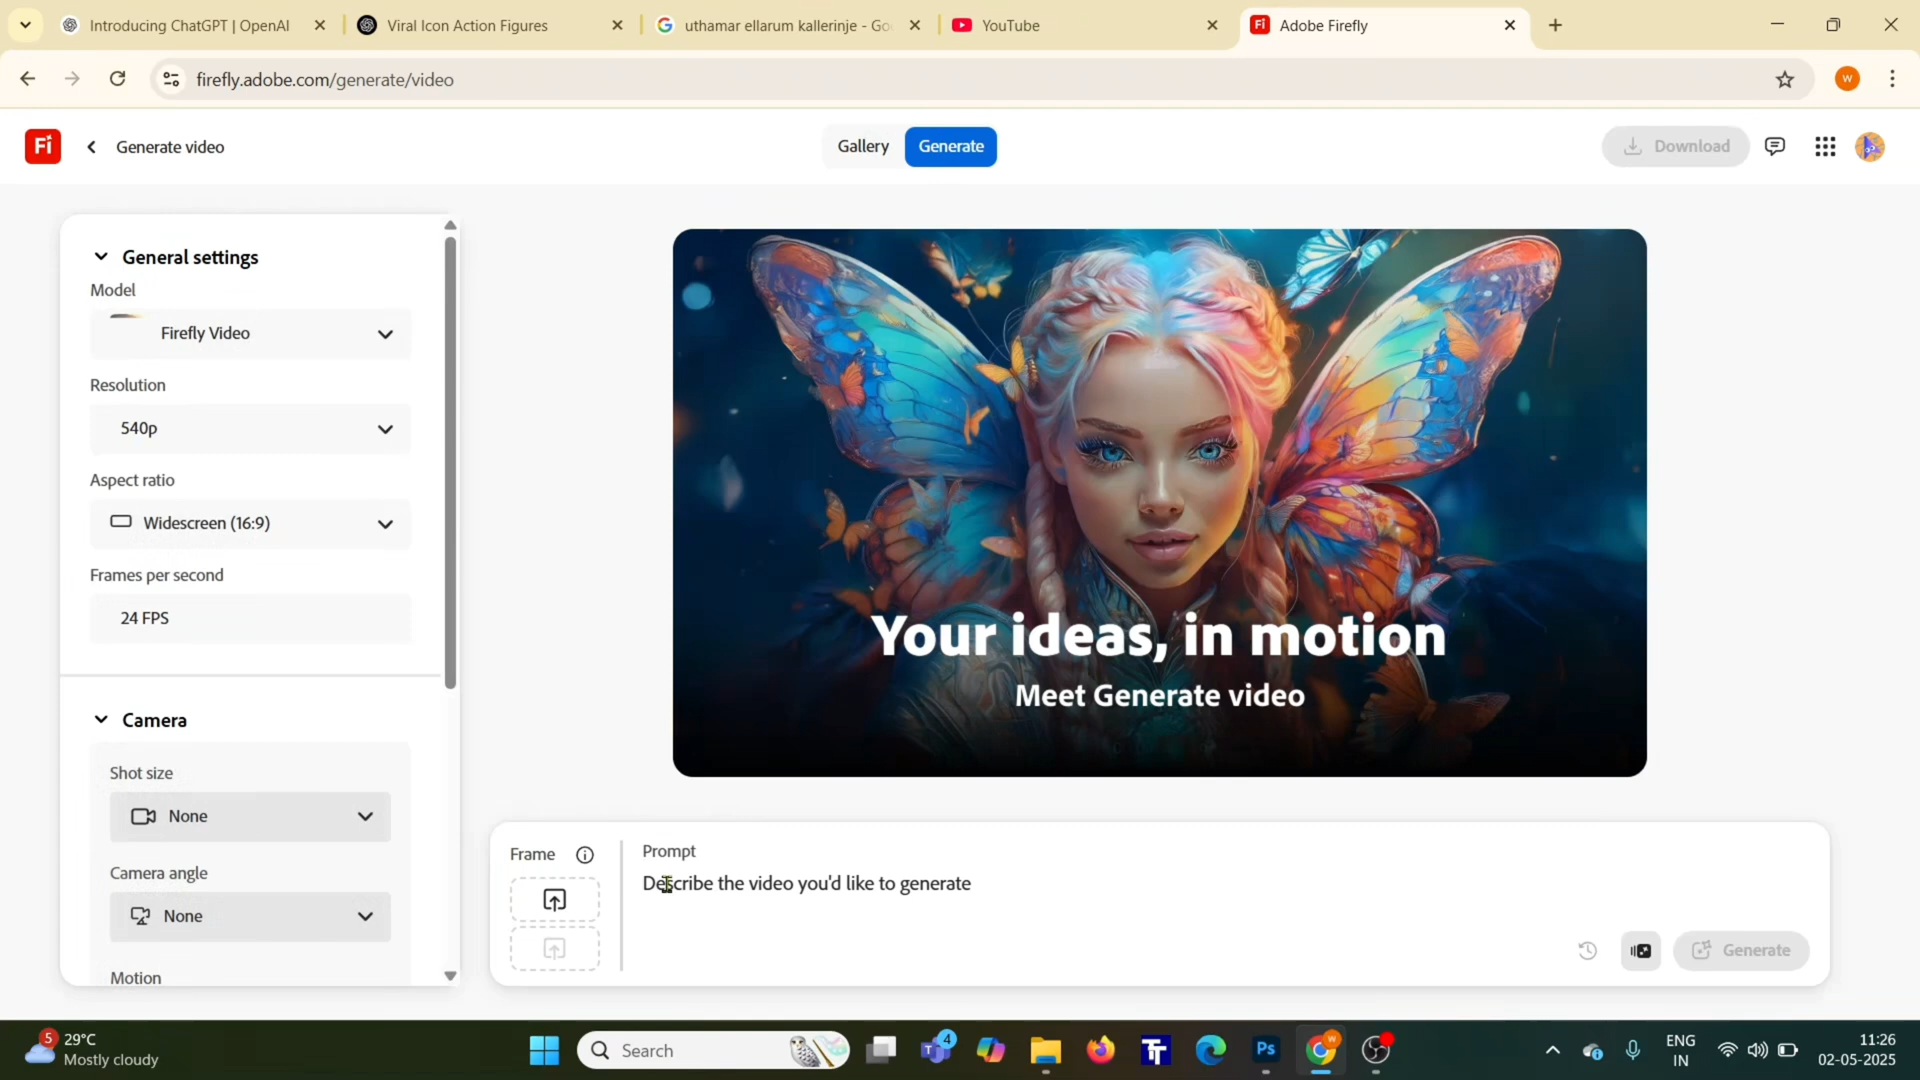 Introducing ChatGPT | OpenAI
Viral Icon Action Figures
uthamar ellarum kallerinje - Go
YouTube
Adobe Firefly
firefly.adobe.com/generate/video
W
Fi
Generate video
Gallery
Generate
Download
General settings
Model
Firefly Video
Resolution
540p
Aspect ratio
Widescreen (16:9)
Frames per second
24 FPS
Camera
Shot size
None
Camera angle
None
Motion
Your ideas, in motion
Meet Generate video
Frame
Prompt
Describe the video you'd like to generate
Generate
5
29°C
Mostly cloudy
Search
4
Ps
ENG
IN
11:26
02-05-2025